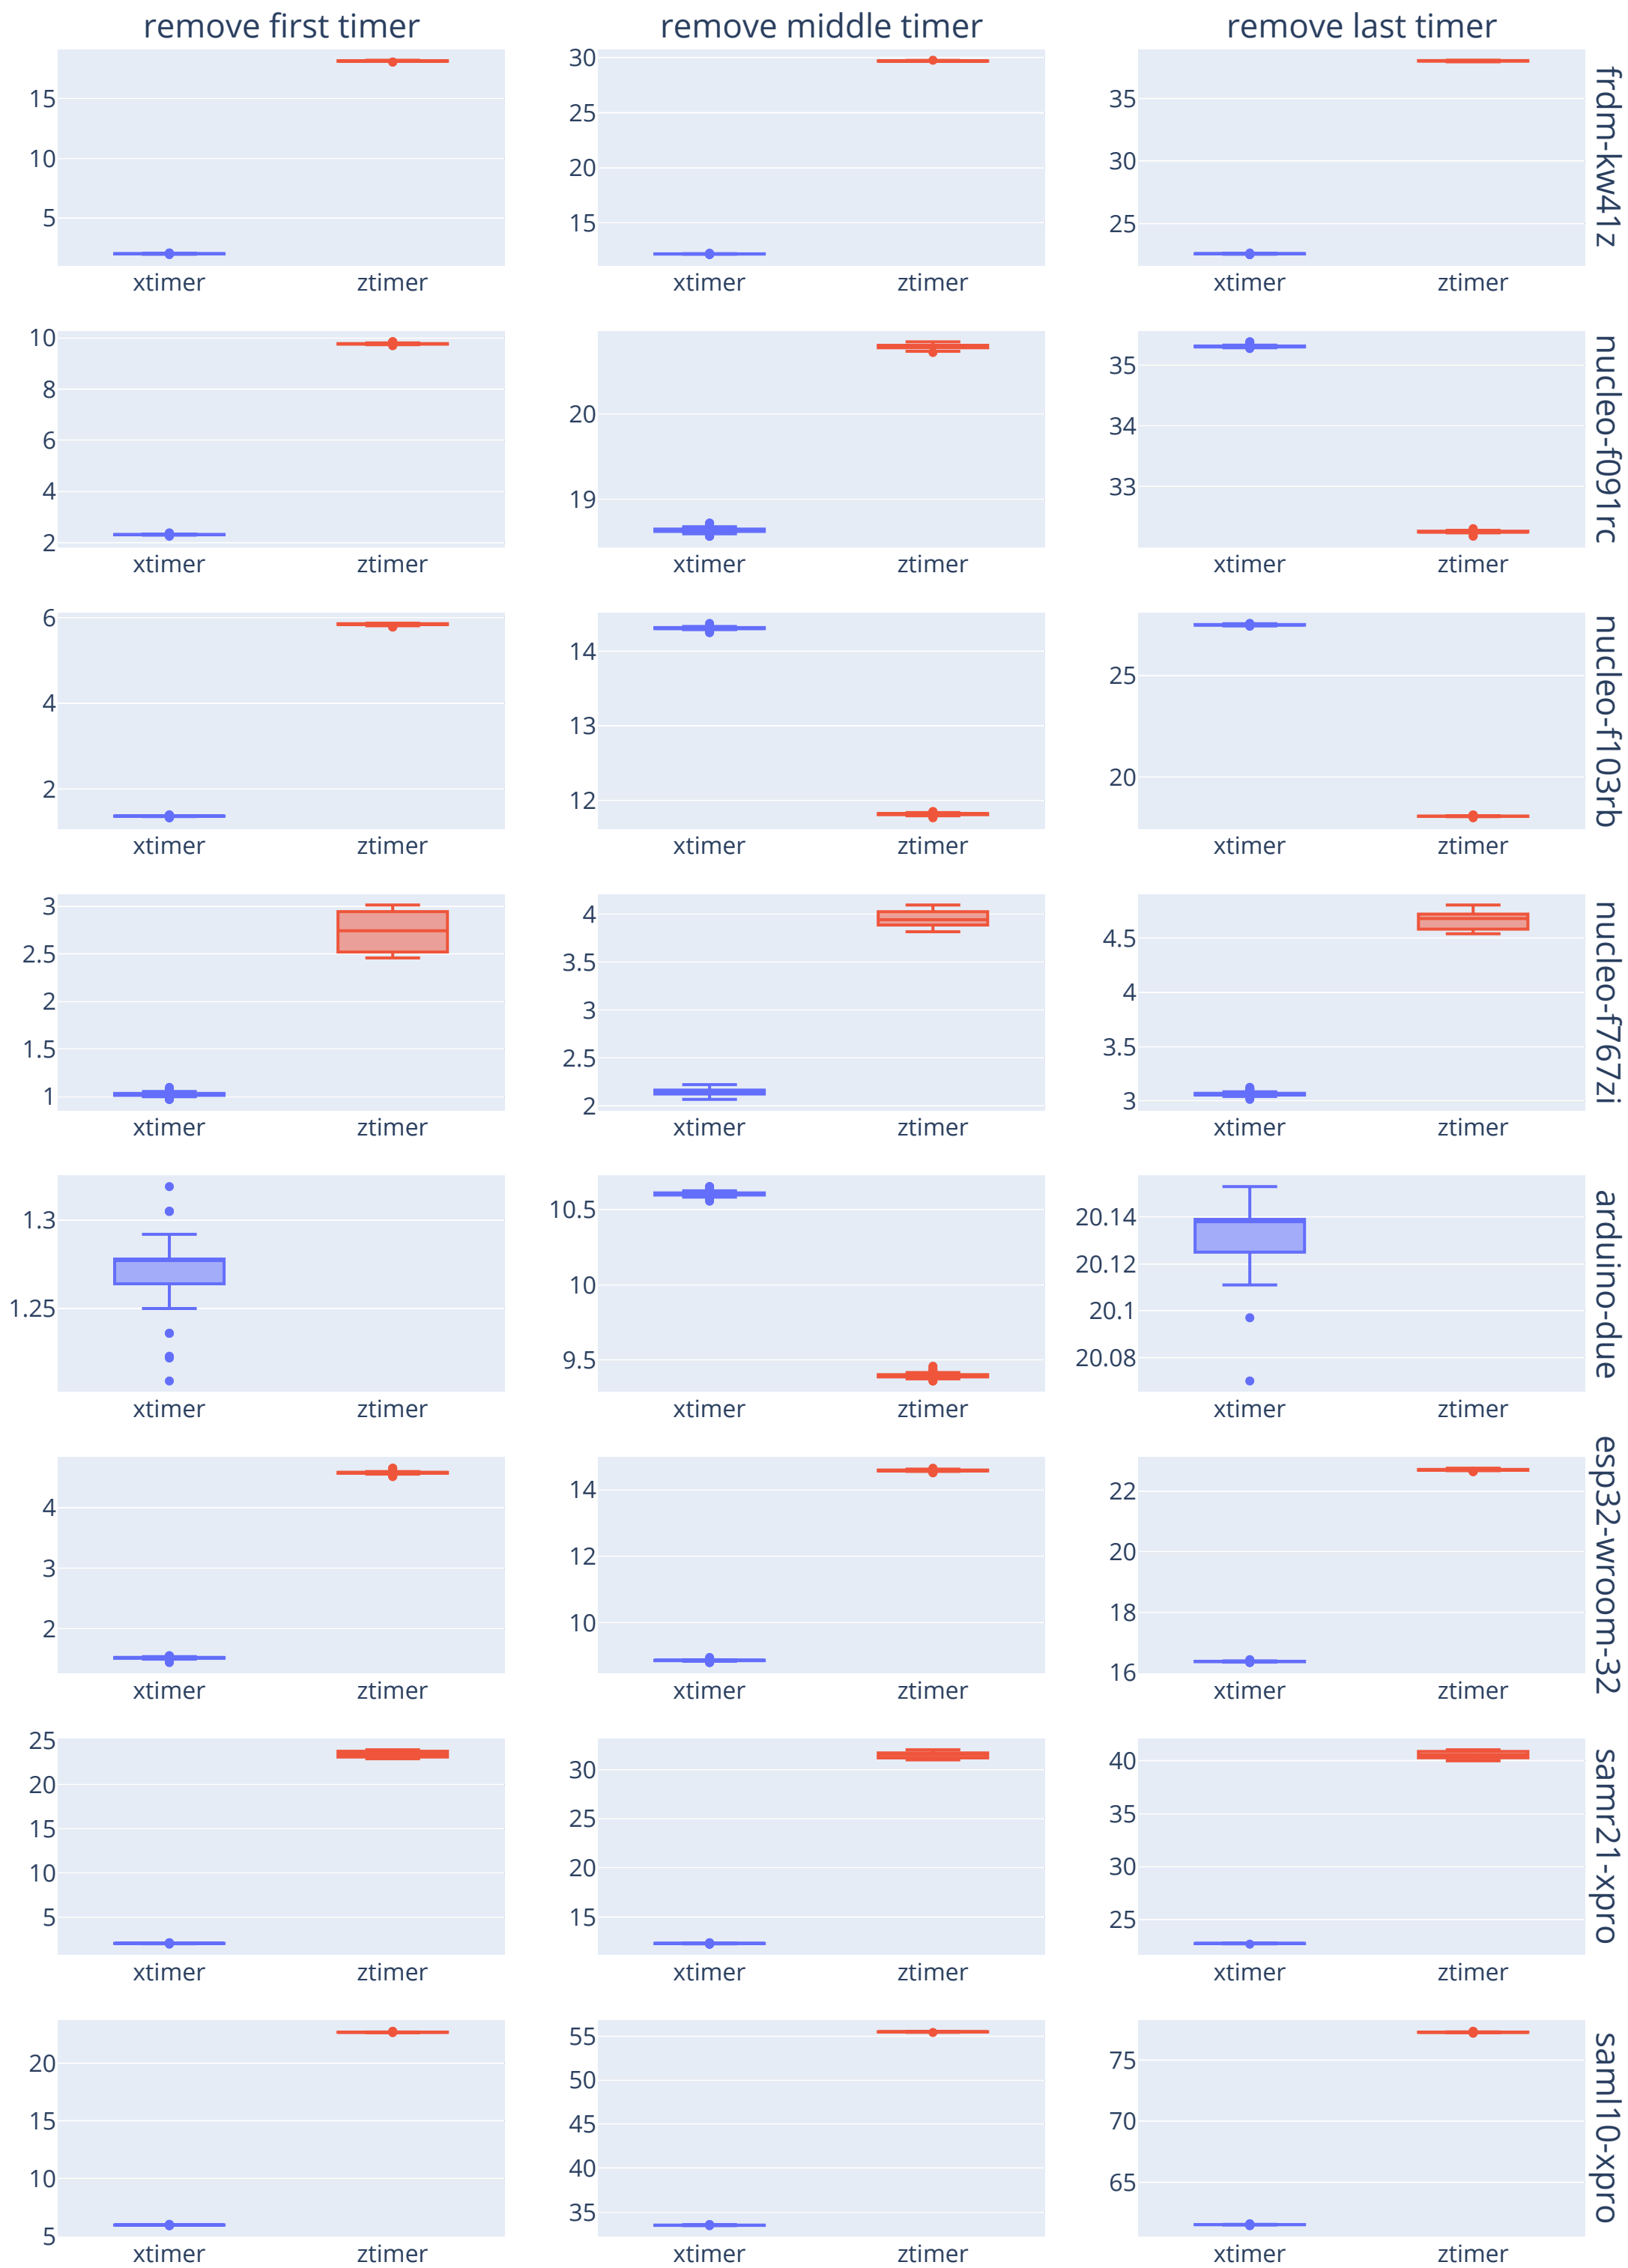 remove first timer
remove middle timer
remove last timer
15
10
5
xtimer
ztimer
30
25
20
15
xtimer
ztimer
35
30
25
xtimer
ztimer
frdm-kw41z
10
8
6
4
2
xtimer
ztimer
20
19
xtimer
ztimer
35
34
33
xtimer
ztimer
nucleo-f091rc
6
4
2
xtimer
ztimer
14
13
12
xtimer
ztimer
25
20
xtimer
ztimer
nucleo-f103rb
3
2.5
2
1.5
1
xtimer
ztimer
4
3.5
3
2.5
2
xtimer
ztimer
4.5
4
3.5
3
xtimer
ztimer
nucleo-f767zi
1.3
1.25
xtimer
ztimer
10.5
10
9.5
xtimer
ztimer
20.14
20.12
20.1
20.08
xtimer
ztimer
arduino-due
4
3
2
xtimer
ztimer
14
12
10
xtimer
ztimer
22
20
18
16
xtimer
ztimer
esp32-wroom-32
25
20
15
10
5
xtimer
ztimer
30
25
20
15
xtimer
ztimer
40
35
30
25
xtimer
ztimer
samr21-xpro
20
15
10
5
xtimer
ztimer
55
50
45
40
35
xtimer
ztimer
75
70
65
xtimer
ztimer
saml10-xpro